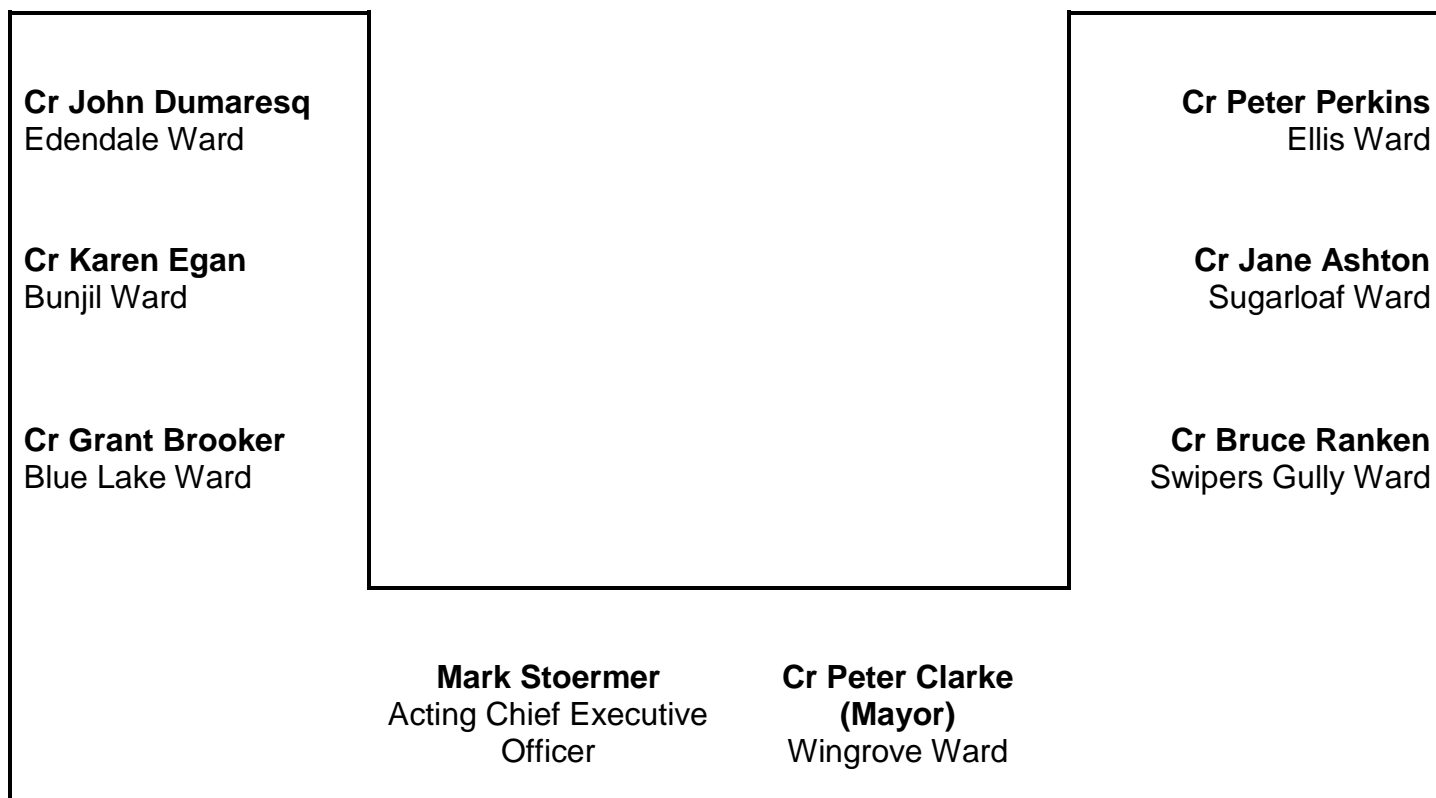 Cr John Dumaresq
Edendale Ward
Cr Karen Egan
Bunjil Ward
Cr Grant Brooker
Blue Lake Ward
Cr Peter Perkins
Ellis Ward
Cr Jane Ashton
Sugarloaf Ward
Cr Bruce Ranken
Swipers Gully Ward
Mark Stoermer
Acting Chief Executive
Officer
Cr Peter Clarke
(Mayor)
Wingrove Ward